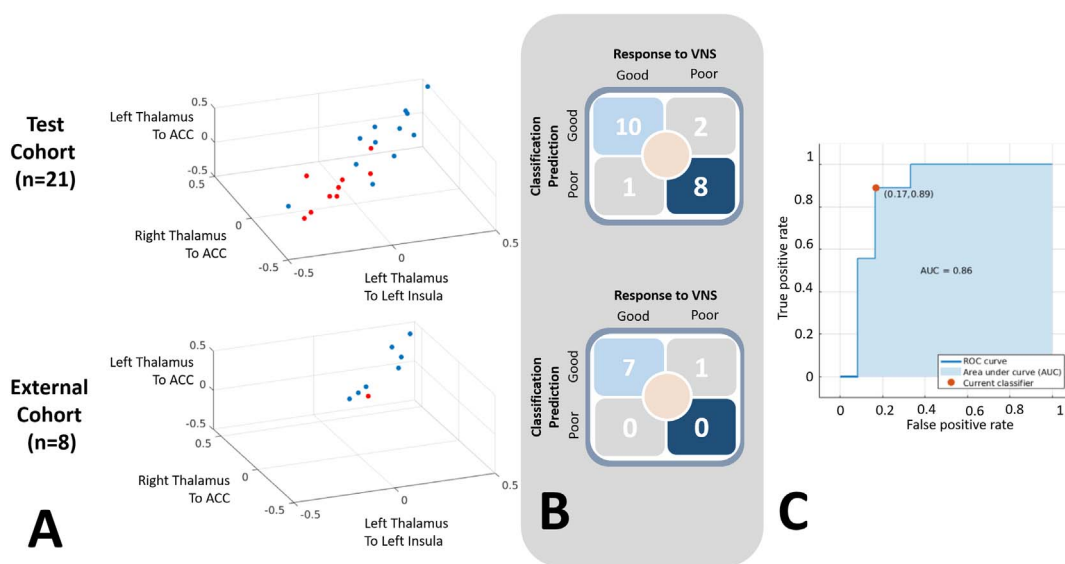 Test
Cohort
(n=21)
Left Thalamus
To ACC
0.5
0
-0.5
0.5
0
-0.5
Right Thalamus
To ACC
-0.5
0
0.5
Left Thalamus
To Left Insula
External
Cohort
(n=8)
Left Thalamus
To ACC
0.5
0
-0.5
0.5
0
-0.5
Right Thalamus
To ACC
-0.5
0
0.5
Left Thalamus
To Left Insula
A
Response to VNS
Good Poor
Classification
Prediction
Good
Poor
10 2
1 8
Response to VNS
Good Poor
Classification
Prediction
Good
Poor
7 1
0 0
B
True positive rate
1
0.8
0.6
0.4
0.2
0
(0.17,0.89)
AUC = 0.86
ROC curve
Area under curve (AUC)
Current classifier
0 0.2 0.4 0.6 0.8 1
False positive rate
C